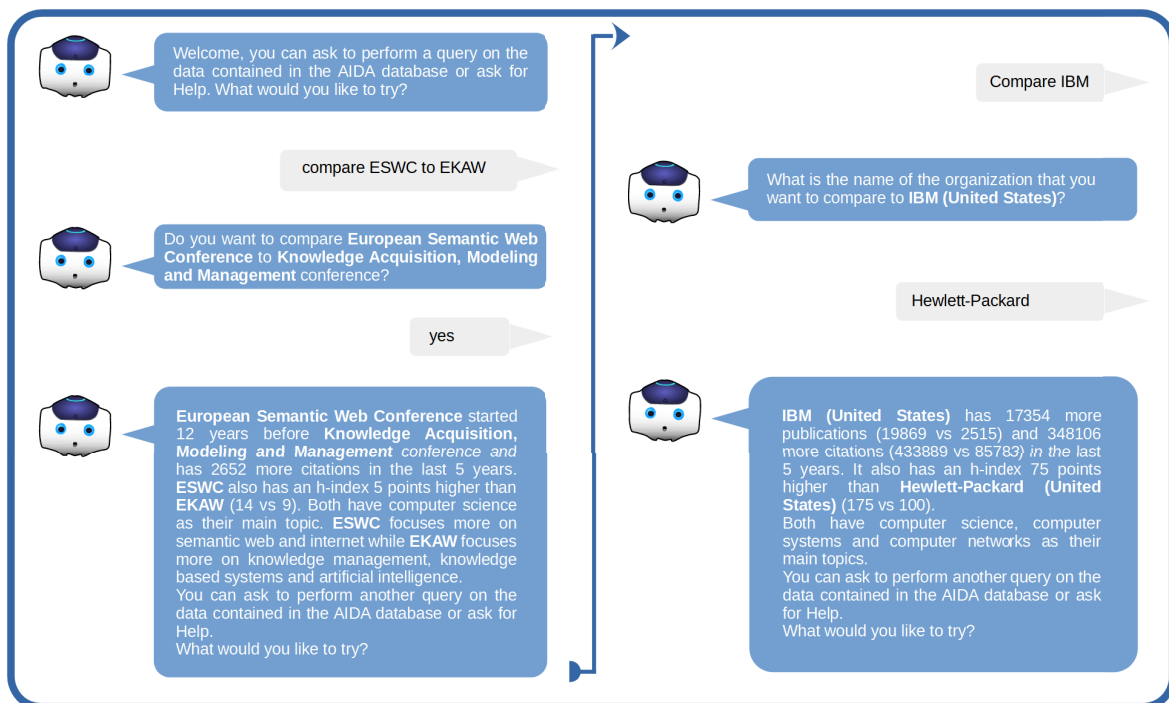 Welcome, you can ask to perform a query on the
data contained in the AIDA database or ask for
Help. What would you like to try?
compare ESWC to EKAW
Do you want to compare European Semantic Web
Conference to Knowledge Acquisition, Modeling
and Management conference?
yes
European Semantic Web Conference started
12 years before Knowledge Acquisition,
Modeling and Management conference and
has 2652 more citations in the last 5 years.
ESWC also has an h-index 5 points higher than
EKAW (14 vs 9). Both have computer science
as their main topic. ESWC focuses more on
semantic web and internet while EKAW focuses
more on knowledge management, knowledge
based systems and artificial intelligence.
You can ask to perform another query on the
data contained in the AIDA database or ask for
Help.
What would you like to try?
Compare IBM
What is the name of the organization that you
want to compare to IBM (United States)?
Hewlett-Packard
IBM (United States) has 17354 more
publications (19869 vs 2515) and 348106
more citations (433889 vs 85783) in the last
5 years. It also has an h-index 75 points
higher than Hewlett-Packard (United
States) (175 vs 100).
Both have computer science, computer
systems and computer networks as their
main topics.
You can ask to perform another query on the
data contained in the AIDA database or ask
for Help.
What would you like to try?